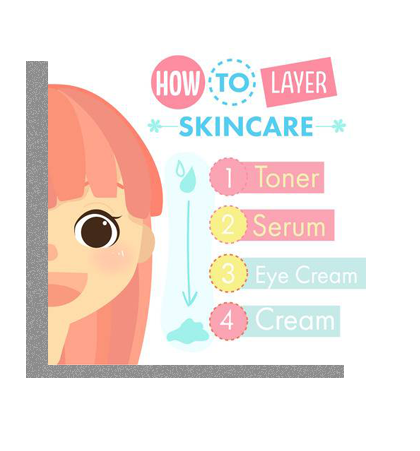 HOW TO LAYER
SKINCARE
1 Toner
2 Serum
3 Eye Cream
4 Cream